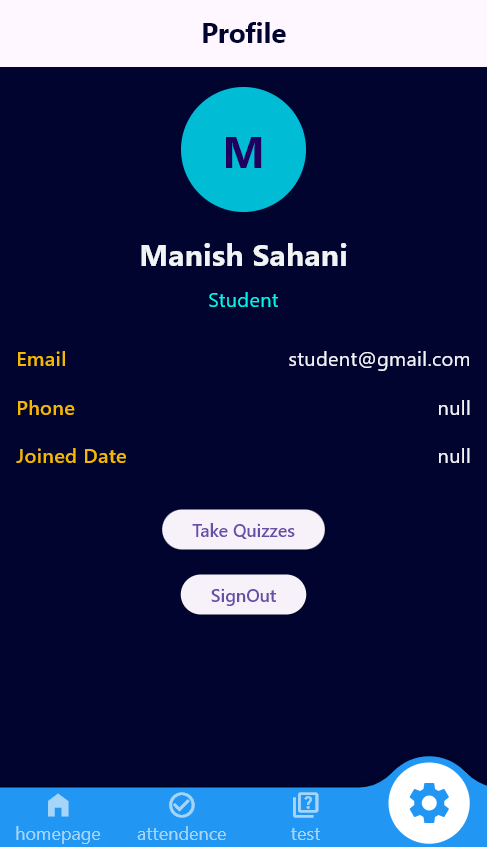 Profile
M
Manish Sahani
Student
Email student@gmail.com
Phone null
Joined Date null
Take Quizzes
SignOut
homepage attendence test